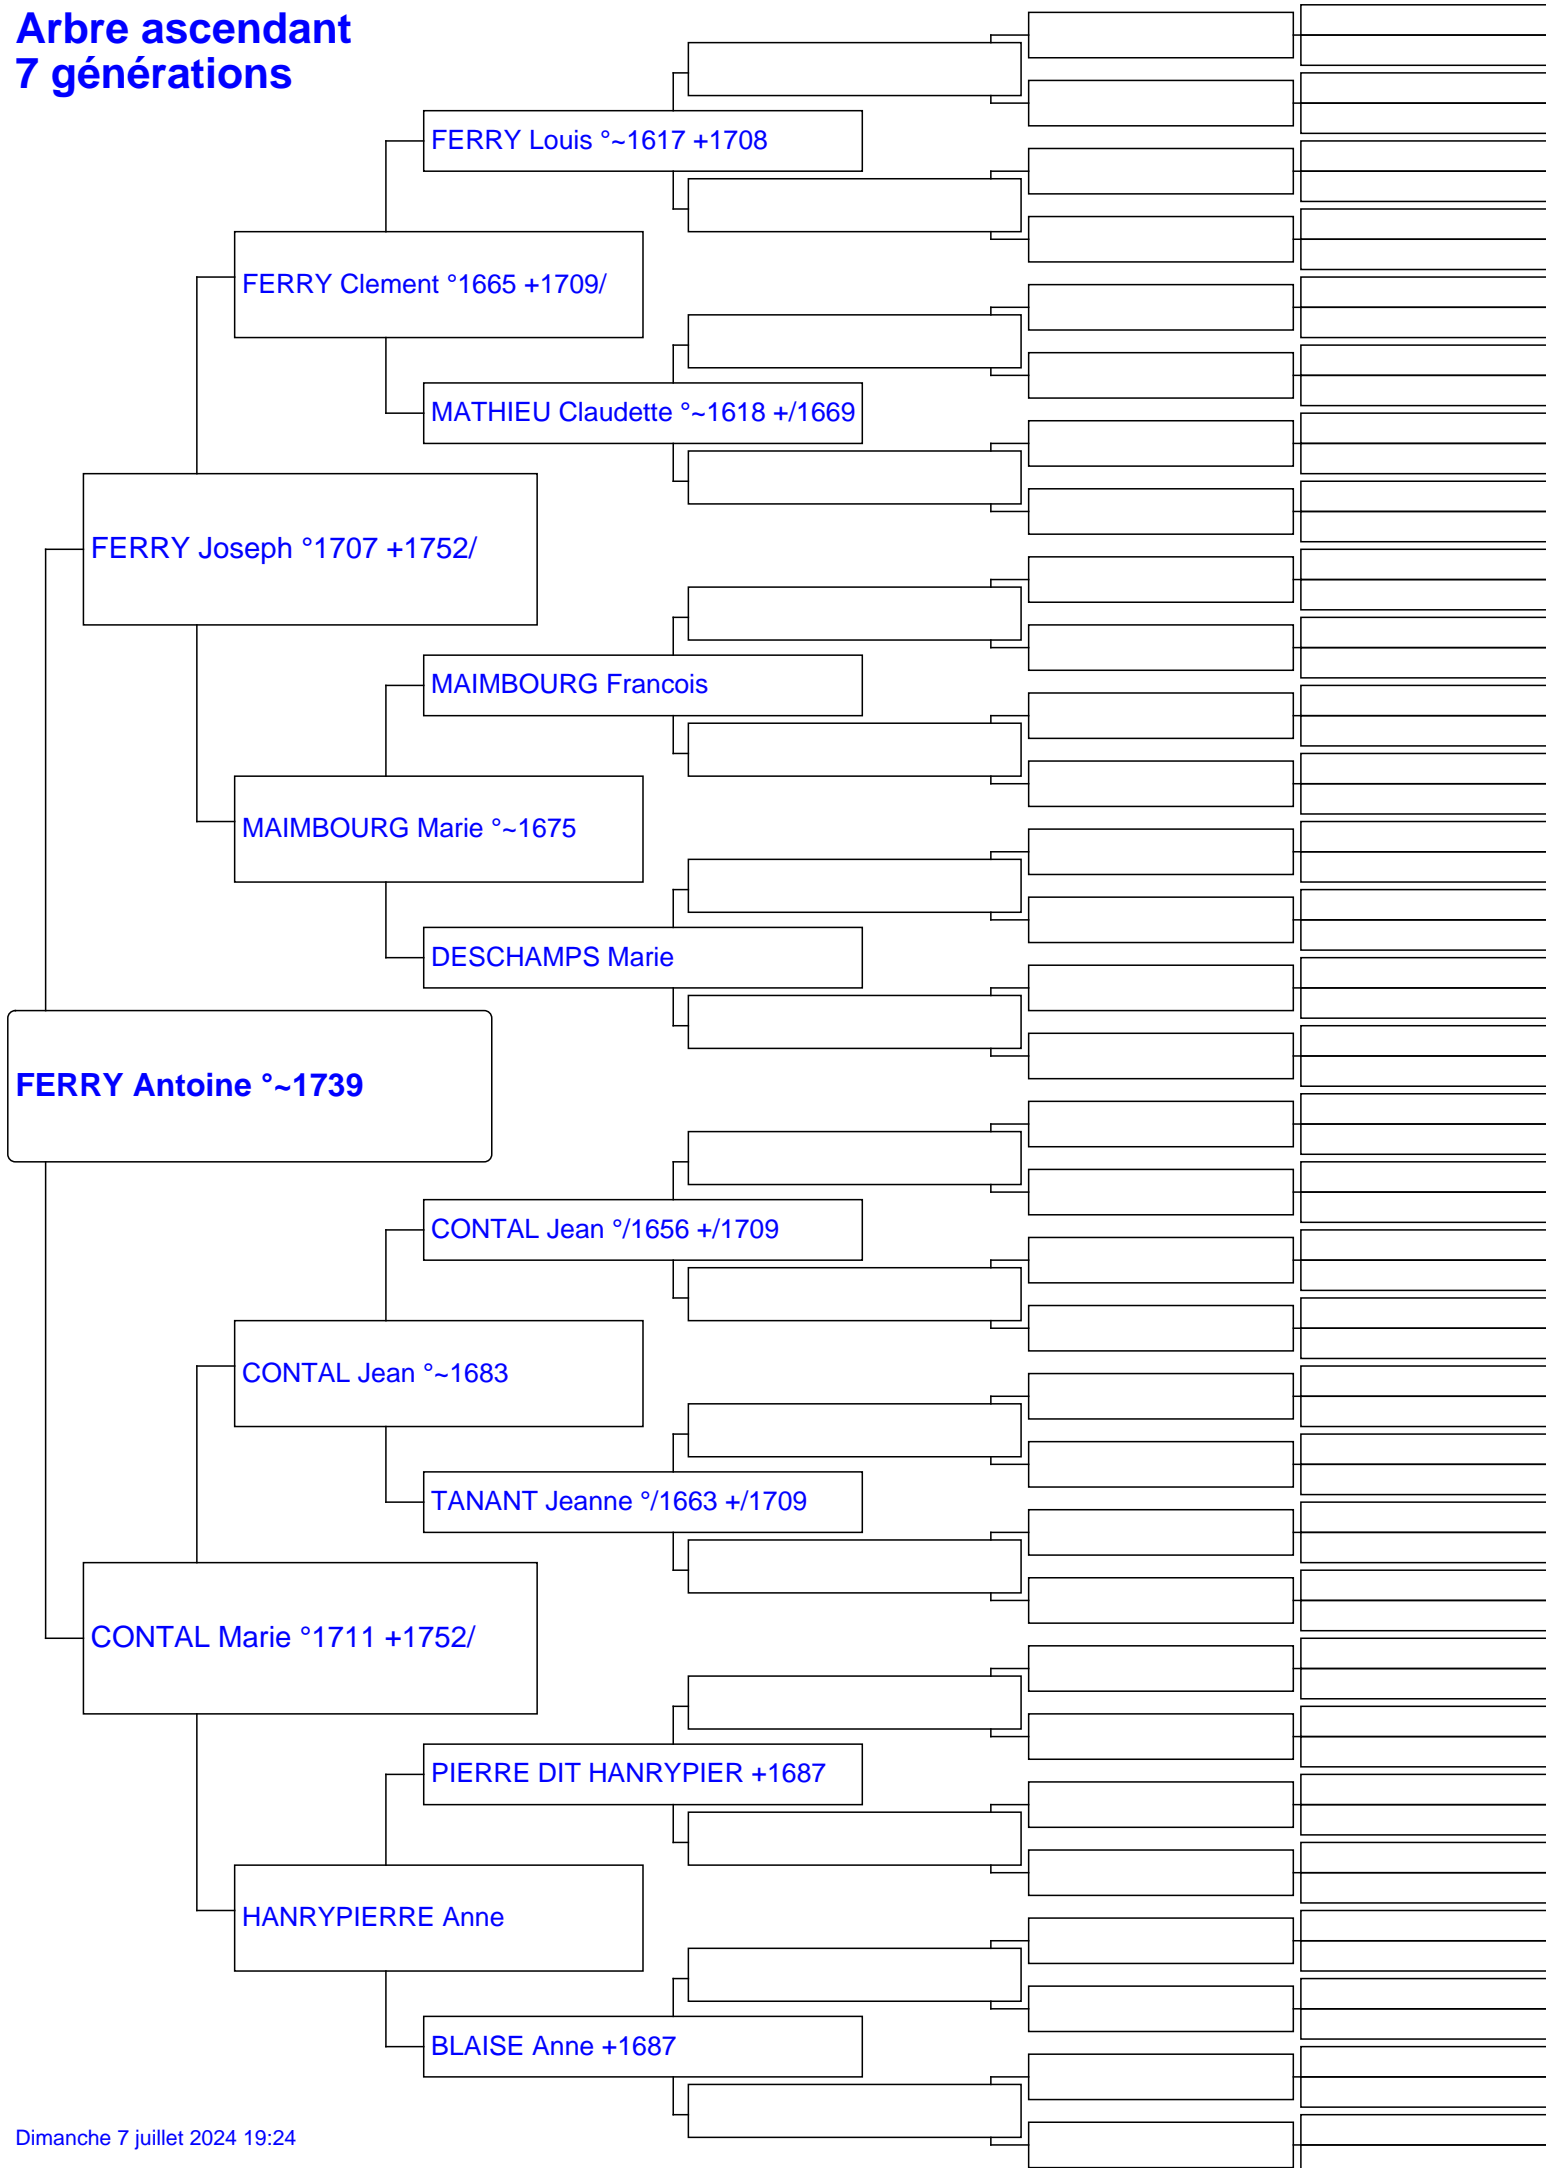 Arbre ascendant
7 générations
FERRY Louis °~1617 +1708
FERRY Clement °1665 +1709/
MATHIEU Claudette °~1618 +/1669
FERRY Joseph °1707 +1752/
MAIMBOURG Francois
MAIMBOURG Marie °~1675
DESCHAMPS Marie
FERRY Antoine °~1739
CONTAL Jean °/1656 +/1709
CONTAL Jean °~1683
TANANT Jeanne °/1663 +/1709
CONTAL Marie °1711 +1752/
PIERRE DIT HANRYPIER +1687
HANRYPIERRE Anne
BLAISE Anne +1687
Dimanche 7 juillet 2024 19:24